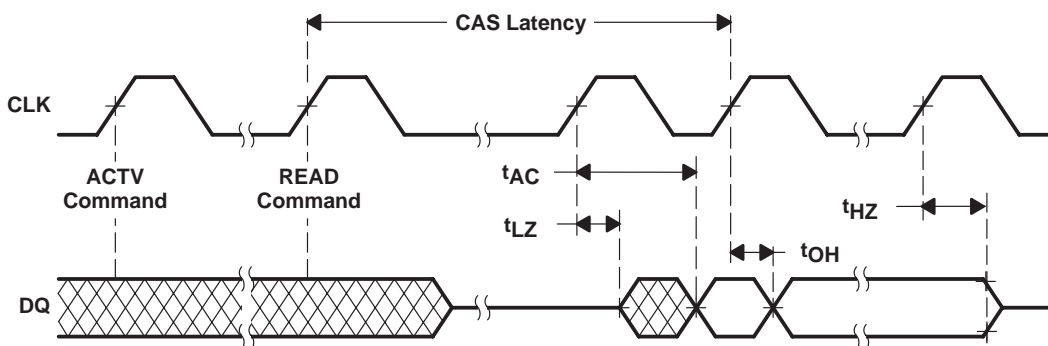 CAS Latency
CLK
ACTV
Command
READ
Command
tAC
tLZ
tHZ
tOH
DQ